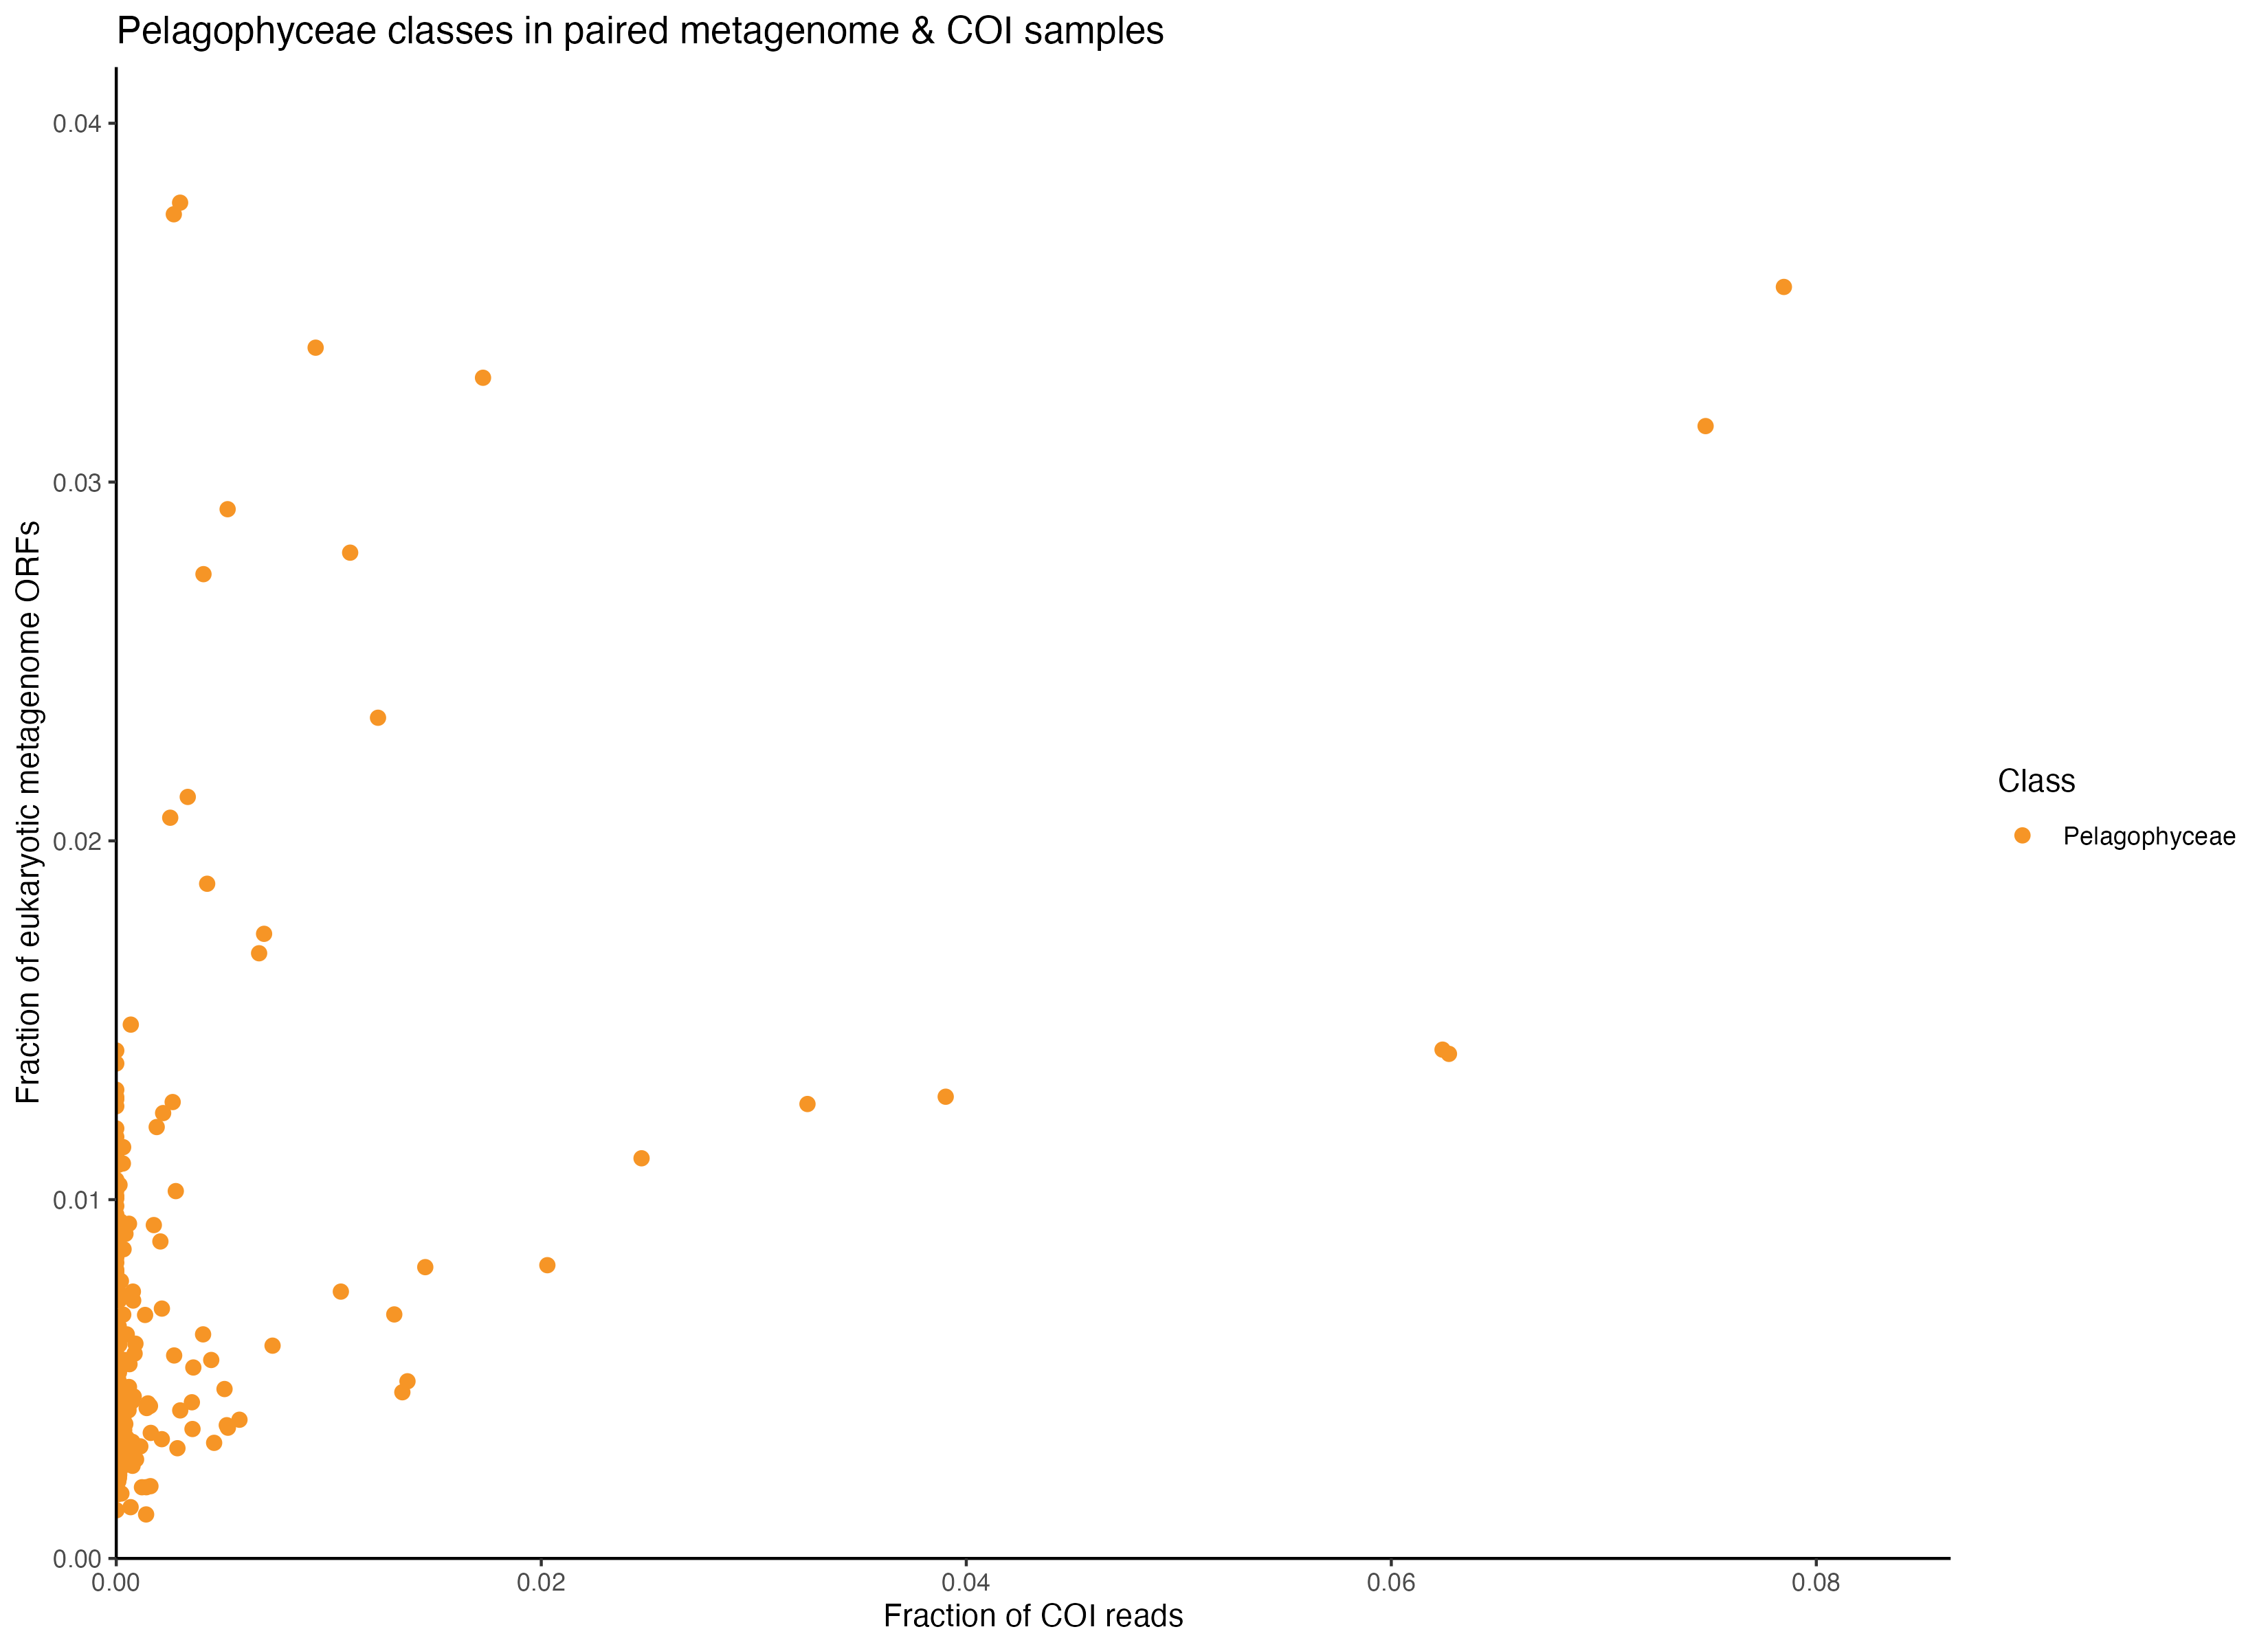 Pelagophyceae classes in paired metagenome & COI samples
0.04
0.03
0.02
0.01
0.00
Fraction of eukaryotic metagenome ORFs
0.00 0.02 0.04 0.06 0.08
Fraction of COI reads
Class
Pelagophyceae